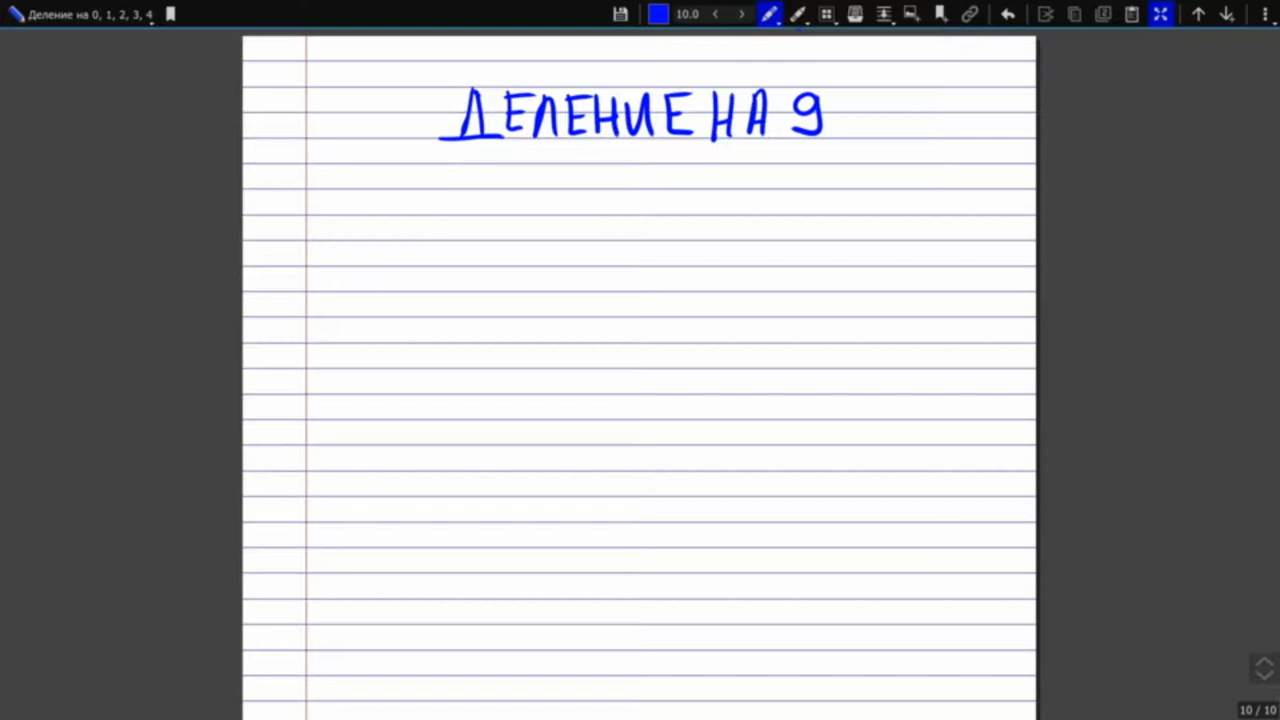 Деление на 0, 1, 2, 3, 4
10.0
ДЕЛЕНИЕ НА 9
10 / 10